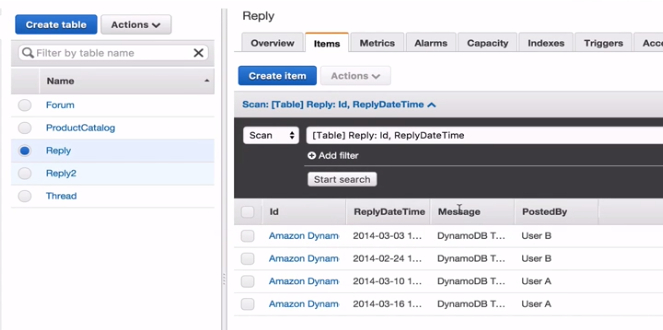 Create table
Actions
Filter by table name
Name
Forum
ProductCatalog
Reply
Reply2
Thread
Reply
Overview Items Metrics Alarms Capacity Indexes Triggers
Create item
Actions
Scan: [Table] Reply: Id, ReplyDateTime
Scan [Table] Reply: Id, ReplyDateTime
Add filter
Start search
Id ReplyDateTime Message PostedBy
Amazon Dynam 2014-03-03 1... DynamoDB T... User B
Amazon Dynam 2014-02-24 1... DynamoDB T... User B
Amazon Dynam 2014-03-10 1... DynamoDB T... User A
Amazon Dynam 2014-03-16 1... DynamoDB T... User A